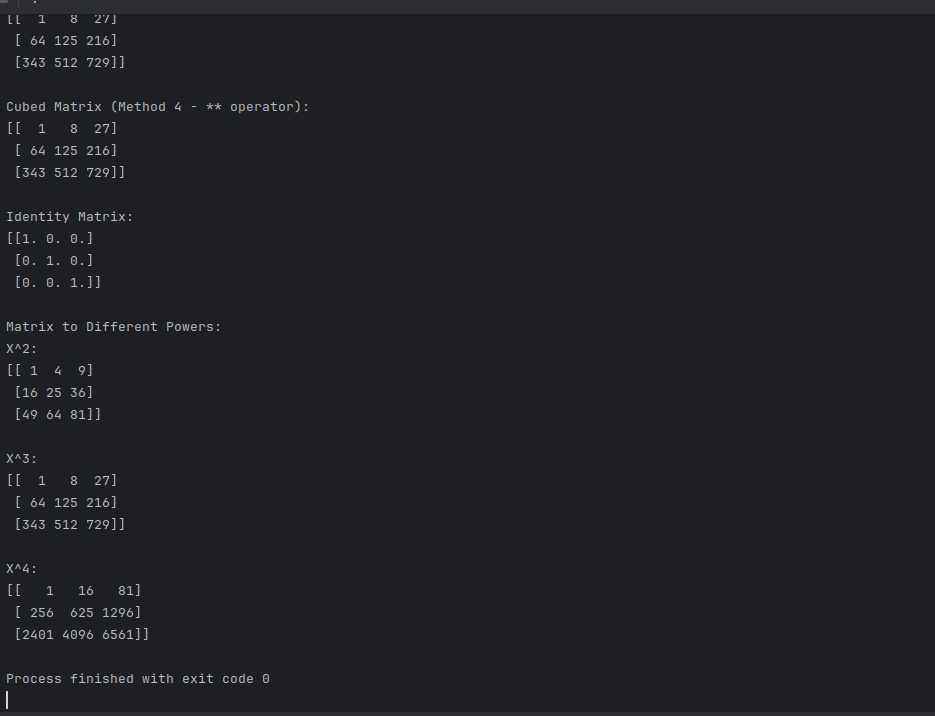 [[  1   8  27]
 [ 64 125 216]
 [343 512 729]]

Cubed Matrix (Method 4 - ** operator):
[[  1   8  27]
 [ 64 125 216]
 [343 512 729]]

Identity Matrix:
[[1. 0. 0.]
 [0. 1. 0.]
 [0. 0. 1.]]

Matrix to Different Powers:
X^2:
[[ 1  4  9]
 [16 25 36]
 [49 64 81]]

X^3:
[[  1   8  27]
 [ 64 125 216]
 [343 512 729]]

X^4:
[[   1   16   81]
 [ 256  625 1296]
 [2401 4096 6561]]

Process finished with exit code 0